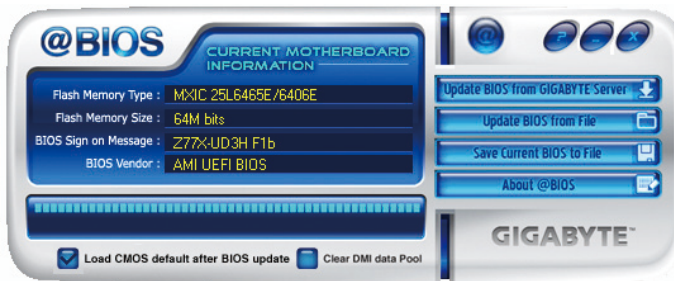 @BIOS
CURRENT MOTHERBOARD
INFORMATION
Flash Memory Type : MXIC 25L6465E/6406E
Flash Memory Size : 64M bits
BIOS Sign on Message : Z77X-UD3H F1b
BIOS Vendor : AMI UEFI BIOS
Load CMOS default after BIOS update
Clear DMI data Pool
@
? – X
Update BIOS from GIGABYTE Server
Update BIOS from File
Save Current BIOS to File
About @BIOS
GIGABYTE™